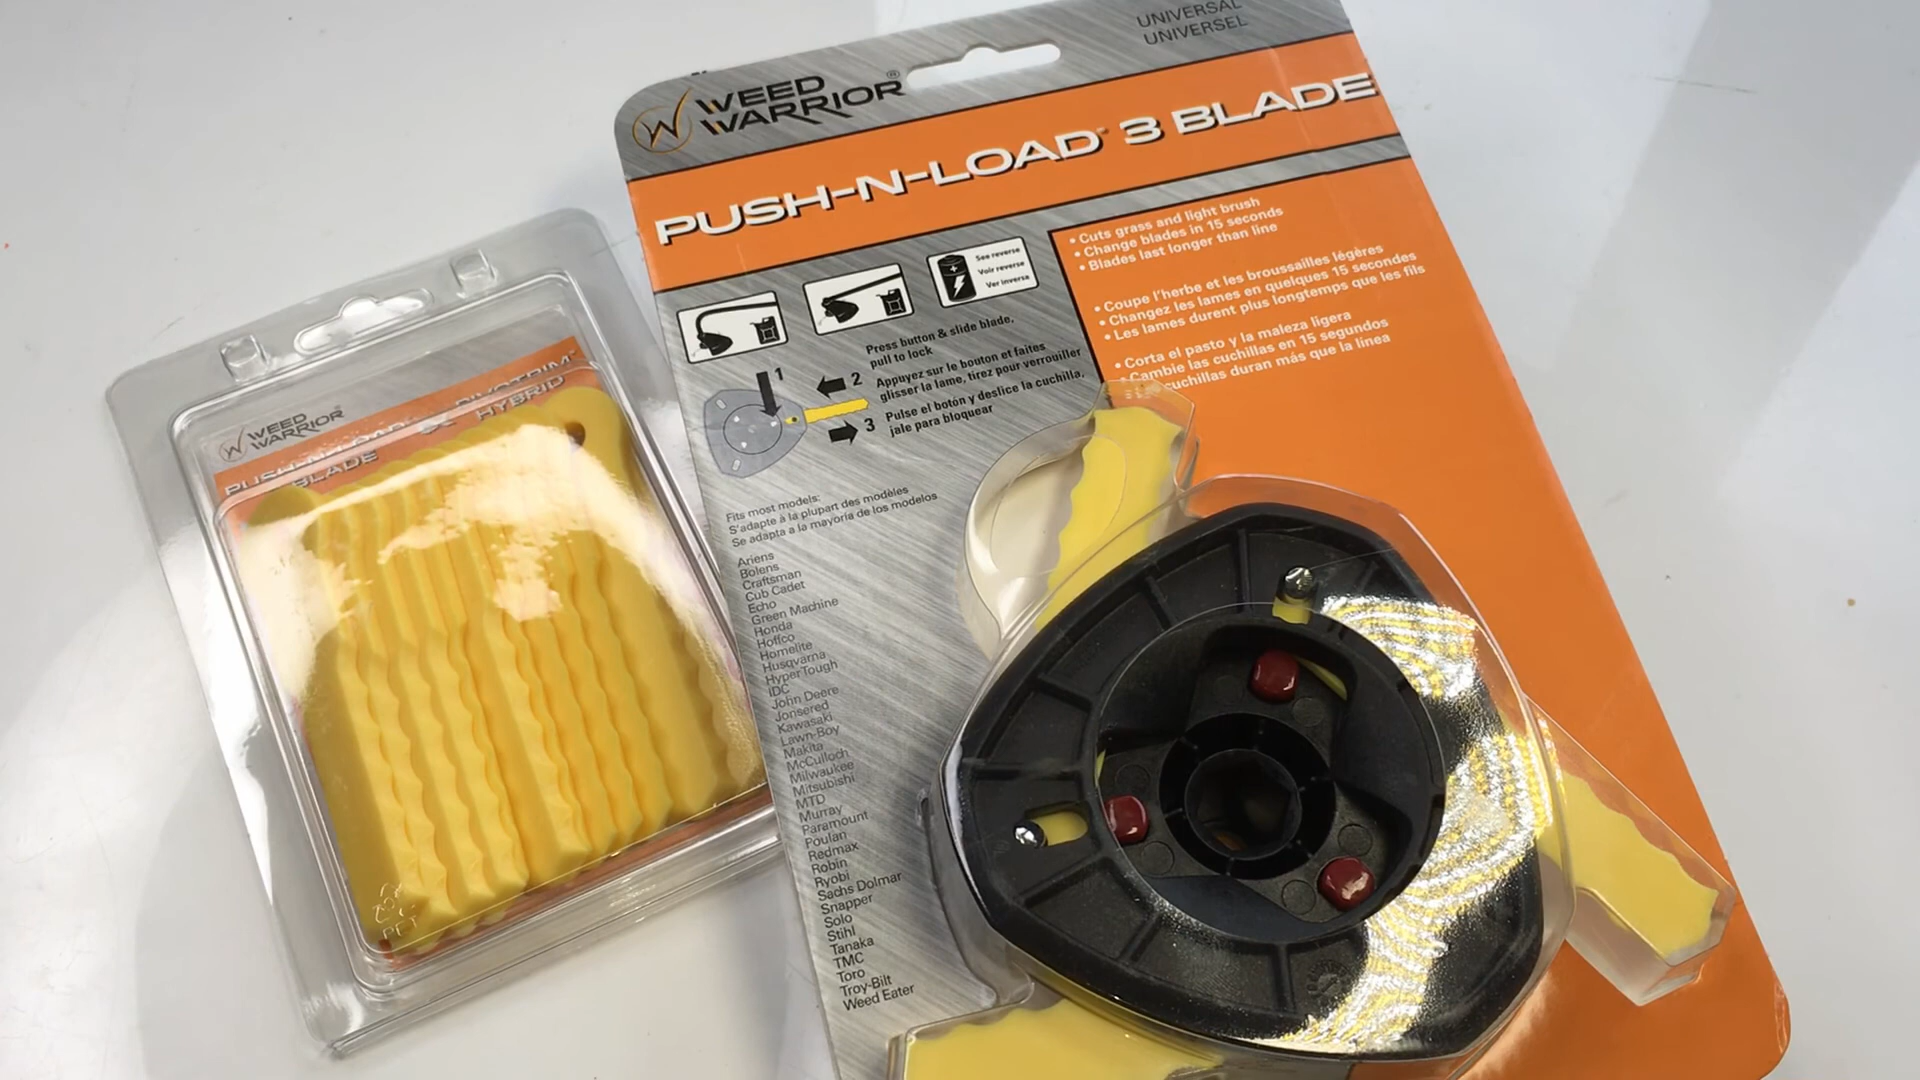 UNIVERSAL
UNIVERSEL
WEED
WARRIOR®
PUSH-N-LOAD 3 BLADE
See reverse
Voir reverse
Ver inverse
• Cuts grass and light brush
• Change blades in 15 seconds
• Blades last longer than line
• Coupe l'herbe et les broussailles légères
• Changez les lames en quelques 15 secondes
• Les lames durent plus longtemps que les fils
• Corta el pasto y la maleza ligera
• Cambie las cuchillas en 15 segundos
cuchillas duran más que la línea
1
2
3
Press button & slide blade,
pull to lock
Appuyez sur le bouton et faites
glisser la lame, tirez pour verrouiller
Pulse el botón y deslice la cuchilla,
jale para bloquear
Fits most models:
S'adapte à la plupart des modèles
Se adapta a la mayoría de los modelos
Ariens
Bolens
Craftsman
Cub Cadet
Echo
Green Machine
Honda
Hoffco
Homelite
Husqvarna
HyperTough
IDC
John Deere
Jonsered
Kawasaki
Lawn-Boy
Makita
McCulloch
Milwaukee
Mitsubishi
MTD
Murray
Paramount
Poulan
Redmax
Robin
Ryobi
Sachs Dolmar
Snapper
Solo
Stihl
Tanaka
TMC
Toro
Troy-Bilt
Weed Eater
WEED
WARRIOR
PUSH-N-LOAD
BLADE
HYBRID